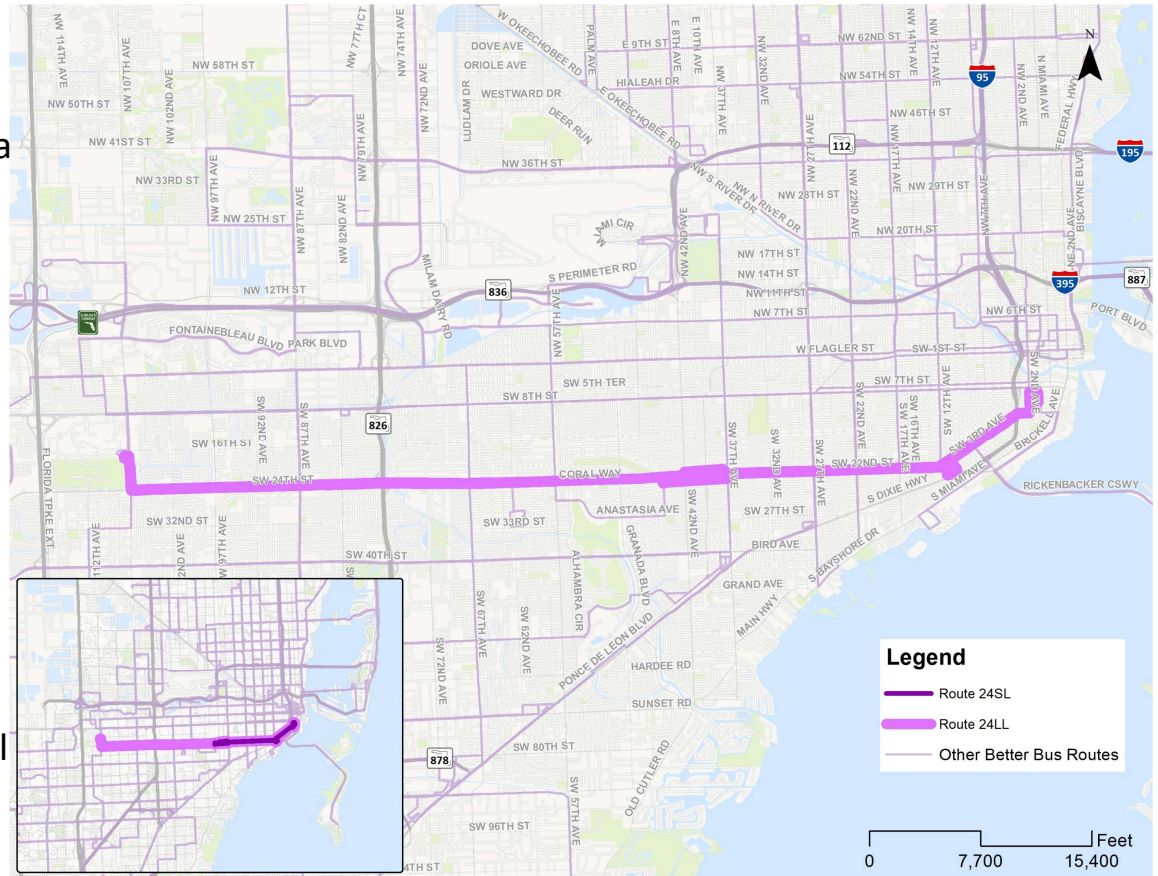 W OKEECHOBEE RD
NW 114TH AVE
NW 107TH AVE
NW 102ND AVE
NW 77TH CT
NW 74TH AVE
NW 72ND AVE
NW 79TH AVE
DOVE AVE
ORIOLE AVE
WESTWARD DR
LUDLAM DR
DEER RUN
PALM AVE
E 9TH ST
HIALEAH DR
E OKEECHOBEE RD
E 8TH AVE
E 10TH AVE
NW 37TH AVE
NW 32ND AVE
NW 62ND ST
NW 14TH AVE
NW 12TH AVE
NW 54TH ST
NW 46TH ST
95
NW 2ND AVE
N MIAMI AVE
FEDERAL HWY
N
NW 58TH ST
NW 50TH ST
NW 41ST ST
a
NW 36TH ST
NW 33RD ST
NW 97TH AVE
NW 25TH ST
NW 87TH AVE
NW 82ND AVE
112
195
NW 27TH AVE
NW 22ND AVE
NW 17TH AVE
NW 7TH AVE
NW 28TH ST
NW 29TH ST
NW 20TH ST
NW S RIVER DR
NW N RIVER DR
BISCAYNE BLVD
NE 2ND AVE
MIAMI CIR
NW 42ND AVE
NW 17TH ST
NW 14TH ST
NW 11TH ST
NW 7TH ST
S PERIMETER RD
MILAM DAIRY RD
NW 57TH AVE
NW 12TH ST
836
395
887
NW 6TH ST
PORT BLVD
FONTAINEBLEAU BLVD
PARK BLVD
W FLAGLER ST
SW 1ST ST
SW 5TH TER
SW 8TH ST
SW 7TH ST
SW 2ND AVE
826
SW 92ND AVE
SW 87TH AVE
SW 16TH ST
SW 24TH ST
CORAL WAY
SW 37TH AVE
SW 32ND AVE
SW 27TH AVE
SW 22ND AVE
SW 17TH AVE
SW 16TH AVE
SW 12TH AVE
SW 22ND ST
SW 3RD AVE
BRICKELL AVE
S MIAMI AVE
S DIXIE HWY
RICKENBACKER CSWY
FLORIDA TPKE EXT
112TH AVE
SW 32ND ST
2ND AVE
W 97TH AVE
SW 33RD ST
ANASTASIA AVE
SW 42ND AVE
SW 27TH ST
BIRD AVE
S BAYSHORE DR
SW 40TH ST
SW
ALHAMBRA CIR
GRANADA BLVD
GRAND AVE
MAIN HWY
SW 67TH AVE
SW 62ND AVE
SW 72ND AVE
PONCE DE LEON BLVD
HARDEE RD
SUNSET RD
l
SW 80TH ST
878
SW 57TH AVE
OLD CUTLER RD
SW 96TH ST
4TH ST
Legend
Route 24SL
Route 24LL
Other Better Bus Routes
Feet
0 7,700 15,400